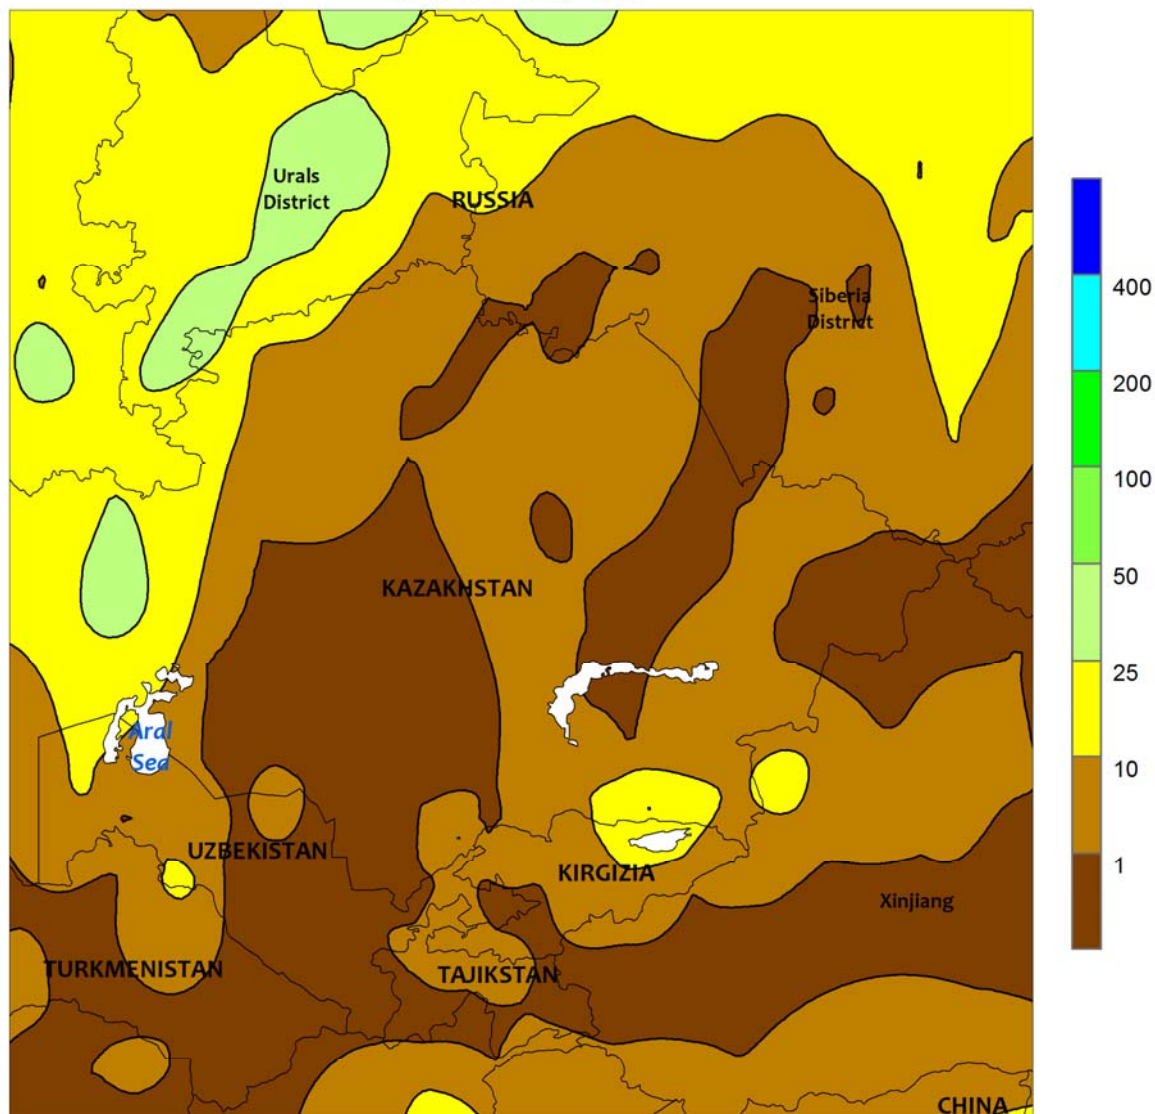 Urals
District
RUSSIA
Siberia
District
KAZAKHSTAN
Aral
Sea
UZBEKISTAN
KIRGIZIA
Xinjiang
TURKMENISTAN
TAJIKSTAN
CHINA
400
200
100
50
25
10
1